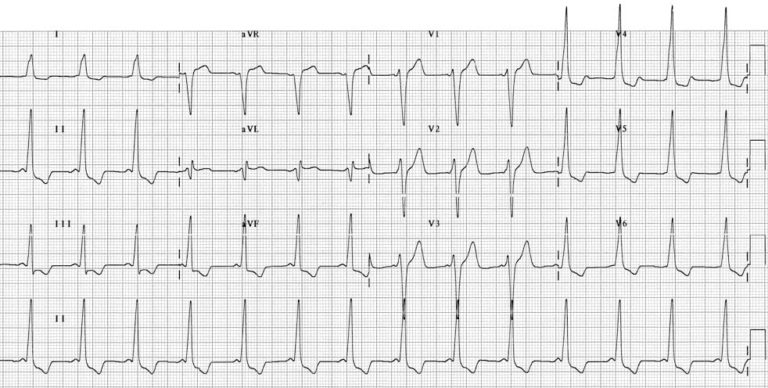 I aVR V1 V4
II aVL V2 V5
III aVF V3 V6
II